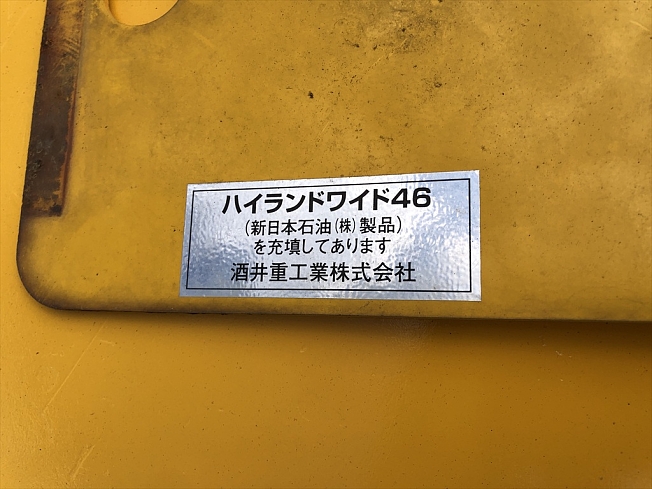 ハイランドワイド46
(新日本石油(株)製品)
を充填してあります
酒井重工業株式会社